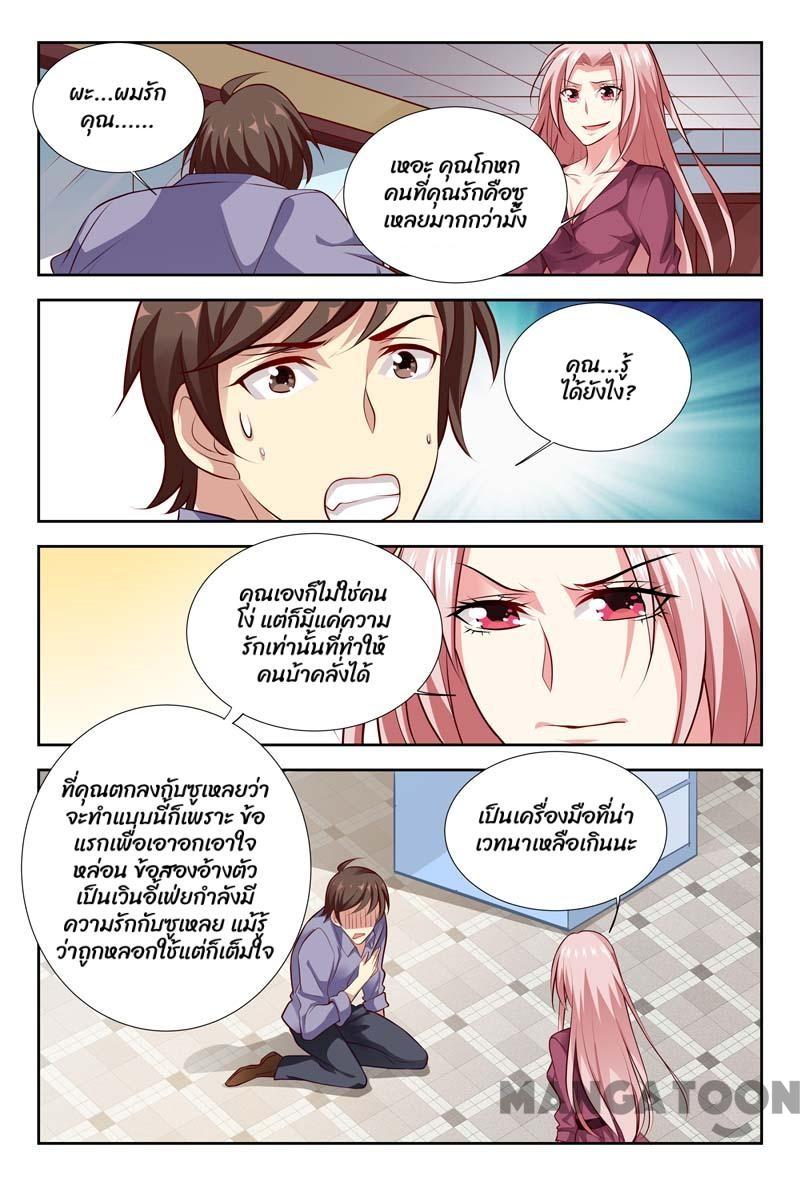 ผะ...ผมรัก
คุณ......
เหอะ คุณโกหก
คนที่คุณรักคือซู
เหลยมากกว่ามั้ง
คุณ...รู้
ได้ยังไง?
คุณเองก็ไม่ใช่คน
โง่ แต่ก็มีแค่ความ
รักเท่านั้นที่ทำให้
คนบ้าคลั่งได้
ที่คุณตกลงกับซูเหลยว่า
จะทำแบบนี้ก็เพราะ ข้อ
แรกเพื่อเอาอกเอาใจ
หล่อน ข้อสองอ้างตัว
เป็นเวินอี้เฟ่ยกำลังมี
ความรักกับซูเหลย แม้รู้
ว่าถูกหลอกใช้แต่ก็เต็มใจ
เป็นเครื่องมือที่น่า
เวทนาเหลือเกินนะ
MANGATOON